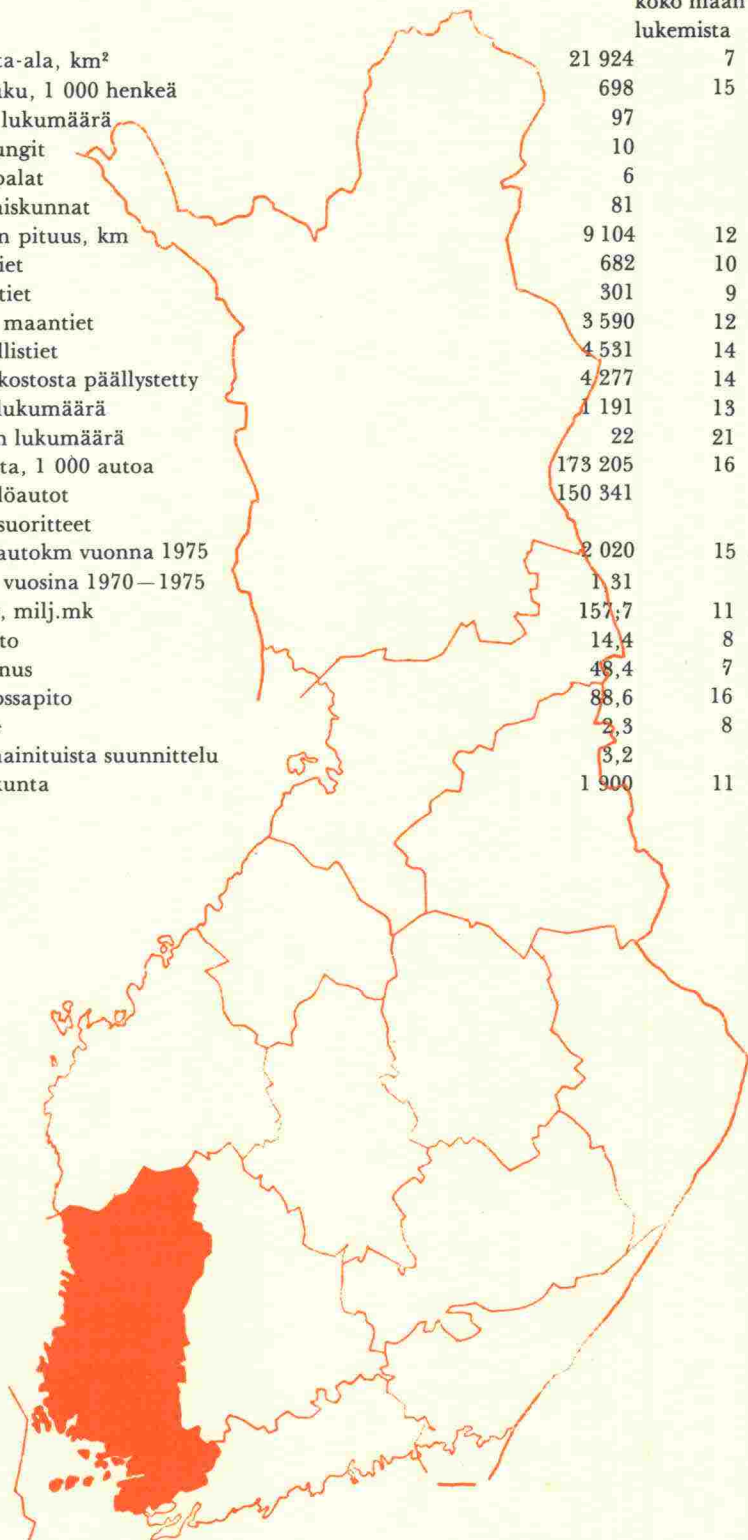 koko maan
lukemista
ta-ala, km² 21 924 7
uku, 1 000 henkeä 698 15
lukumäärä 97
ungit 10
palat 6
aiskunnat 81
n pituus, km 9 104 12
iet 682 10
tiet 301 9
maantiet 3 590 12
llistiet 4 531 14
kostosta päällystetty 4 277 14
lukumäärä 1 191 13
n lukumäärä 22 21
ta, 1 000 autoa 173 205 16
löautot 150 341
suoritteet
autokm vuonna 1975 2 020 15
vuosina 1970—1975 1,31
, milj.mk 157,7 11
to 14,4 8
nus 48,4 7
ossapito 88,6 16
2,3 8
nainituista suunnittelu 3,2
kunta 1 900 11